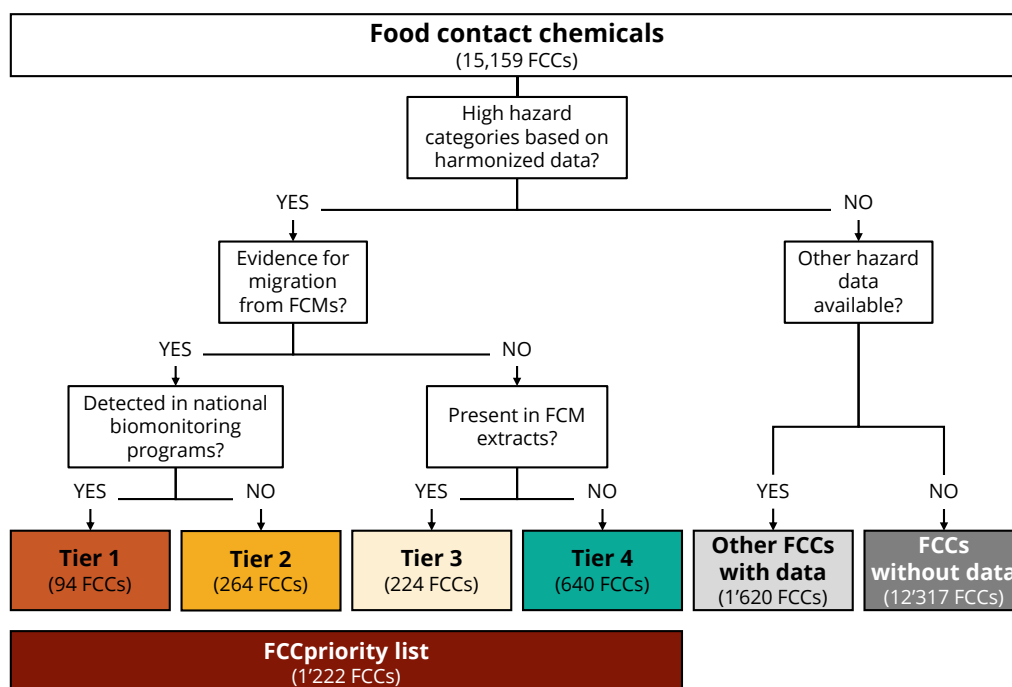 Food contact chemicals
(15,159 FCCs)
High hazard
categories based on
harmonized data?
YES
NO
Evidence for
migration
from FCMs?
Other hazard
data
available?
YES
NO
Detected in national
biomonitoring
programs?
Present in FCM
extracts?
YES
NO
YES
NO
YES
NO
Tier 1
(94 FCCs)
Tier 2
(264 FCCs)
Tier 3
(224 FCCs)
Tier 4
(640 FCCs)
Other FCCs
with data
(1'620 FCCs)
FCCs
without data
(12'317 FCCs)
FCCpriority list
(1'222 FCCs)